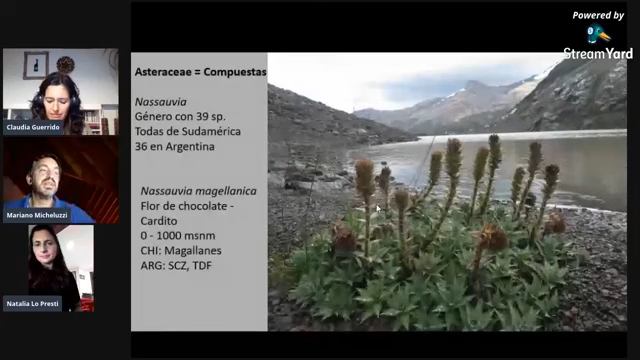 Powered by
StreamYard
Asteraceae = Compuestas
Nassauvia
Género con 39 sp.
Todas de Sudamérica
36 en Argentina
Nassauvia magellanica
Flor de chocolate -
Cardito
0 - 1000 msnm
CHI: Magallanes
ARG: SCZ, TDF
Claudia Guerrido
Mariano Micheluzzi
Natalia Lo Presti